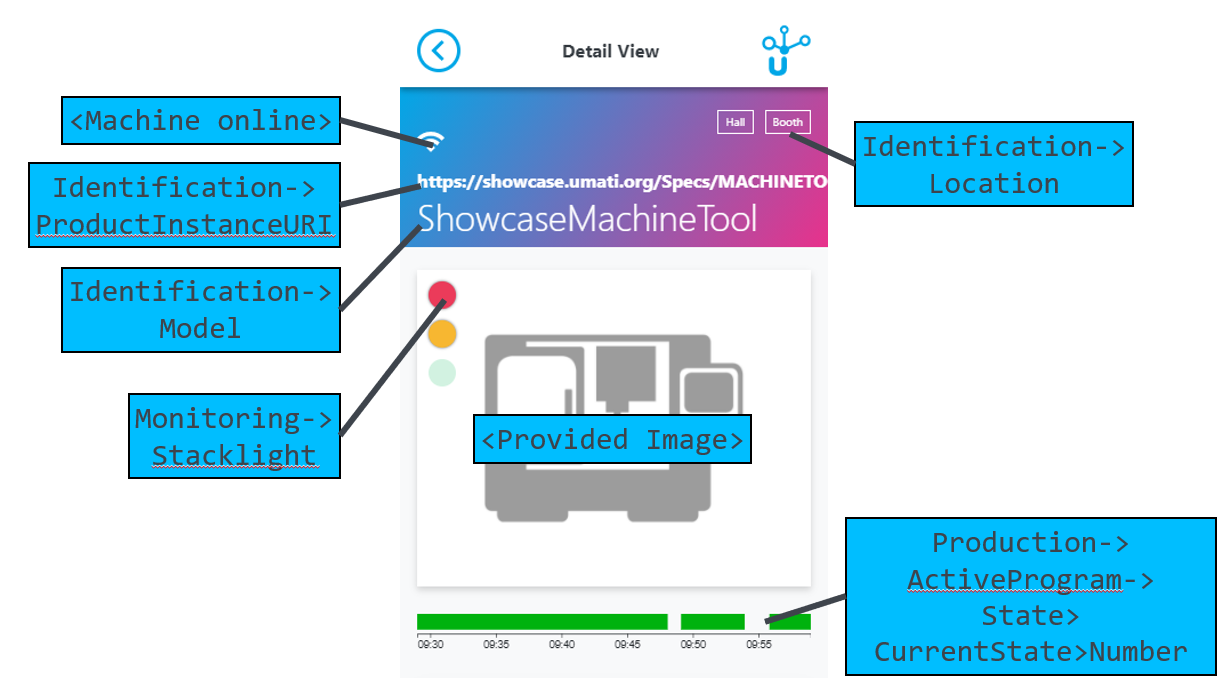 Detail View
<Machine online>
Hall
Booth
Identification->
Location
Identification->
ProductInstanceURI
https://showcase.umati.org/Specs/MACHINETO
ShowcaseMachineTool
Identification->
Model
Monitoring->
Stacklight
<Provided Image>
Production->
ActiveProgram->
State>
CurrentState>Number
09:30 09:35 09:40 09:45 09:50 09:55